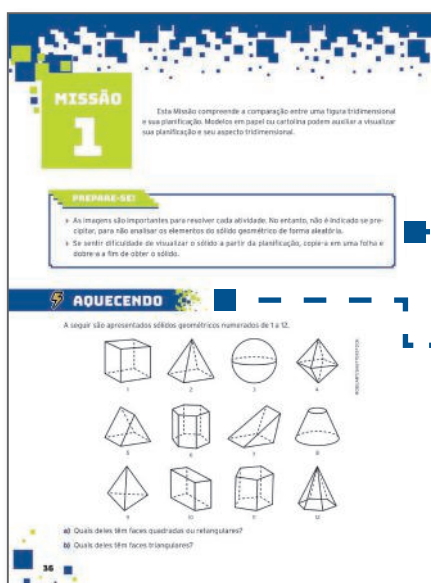 MISSÃO
1
Esta Missão compreende a comparação entre uma figura tridimensional
e sua planificação. Modelos em papel ou cartolina podem auxiliar a visualizar
sua planificação e seu aspecto tridimensional.
PREPARE-SE!
As imagens são importantes para resolver cada atividade. No entanto, não é indicado se pre-
cipitar, para não analisar os elementos do sólido geométrico de forma aleatória.
Se sentir dificuldade de visualizar o sólido a partir da planificação, copie-a em uma folha e
dobre-a a fim de obter o sólido.
AQUECENDO
A seguir são apresentados sólidos geométricos numerados de 1 a 12.
1 2 3 4
5 6 7 8
9 10 11 12
a) Quais deles têm faces quadradas ou retangulares?
b) Quais deles têm faces triangulares?
36